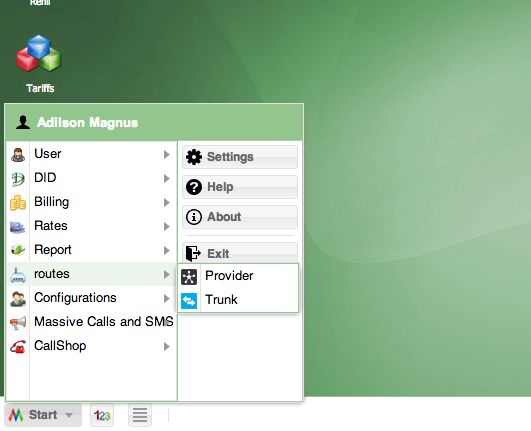 Refill
Tariffs
Adilson Magnus
User
DID
Billing
Rates
Report
routes
Configurations
Massive Calls and SMS
CallShop
Settings
Help
About
Exit
Provider
Trunk
Start
123